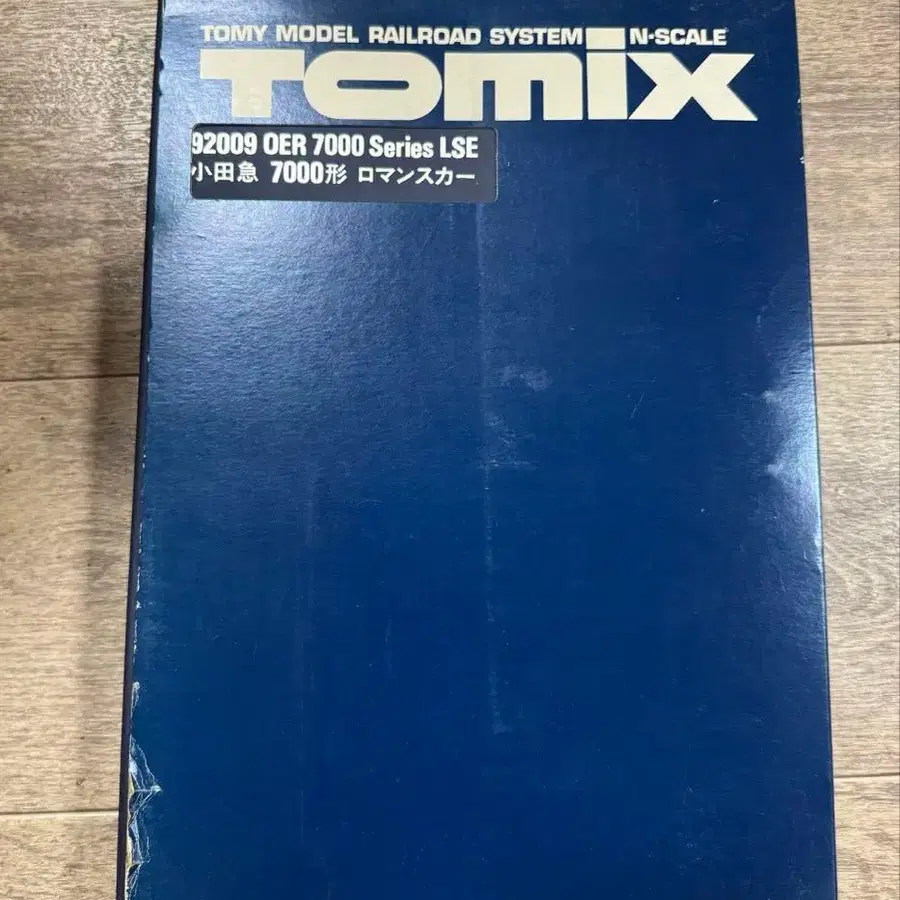 TOMY MODEL RAILROAD SYSTEM N-SCALE
TOMIX
92009 OER 7000 Series LSE
小田急 7000形 ロマンスカー